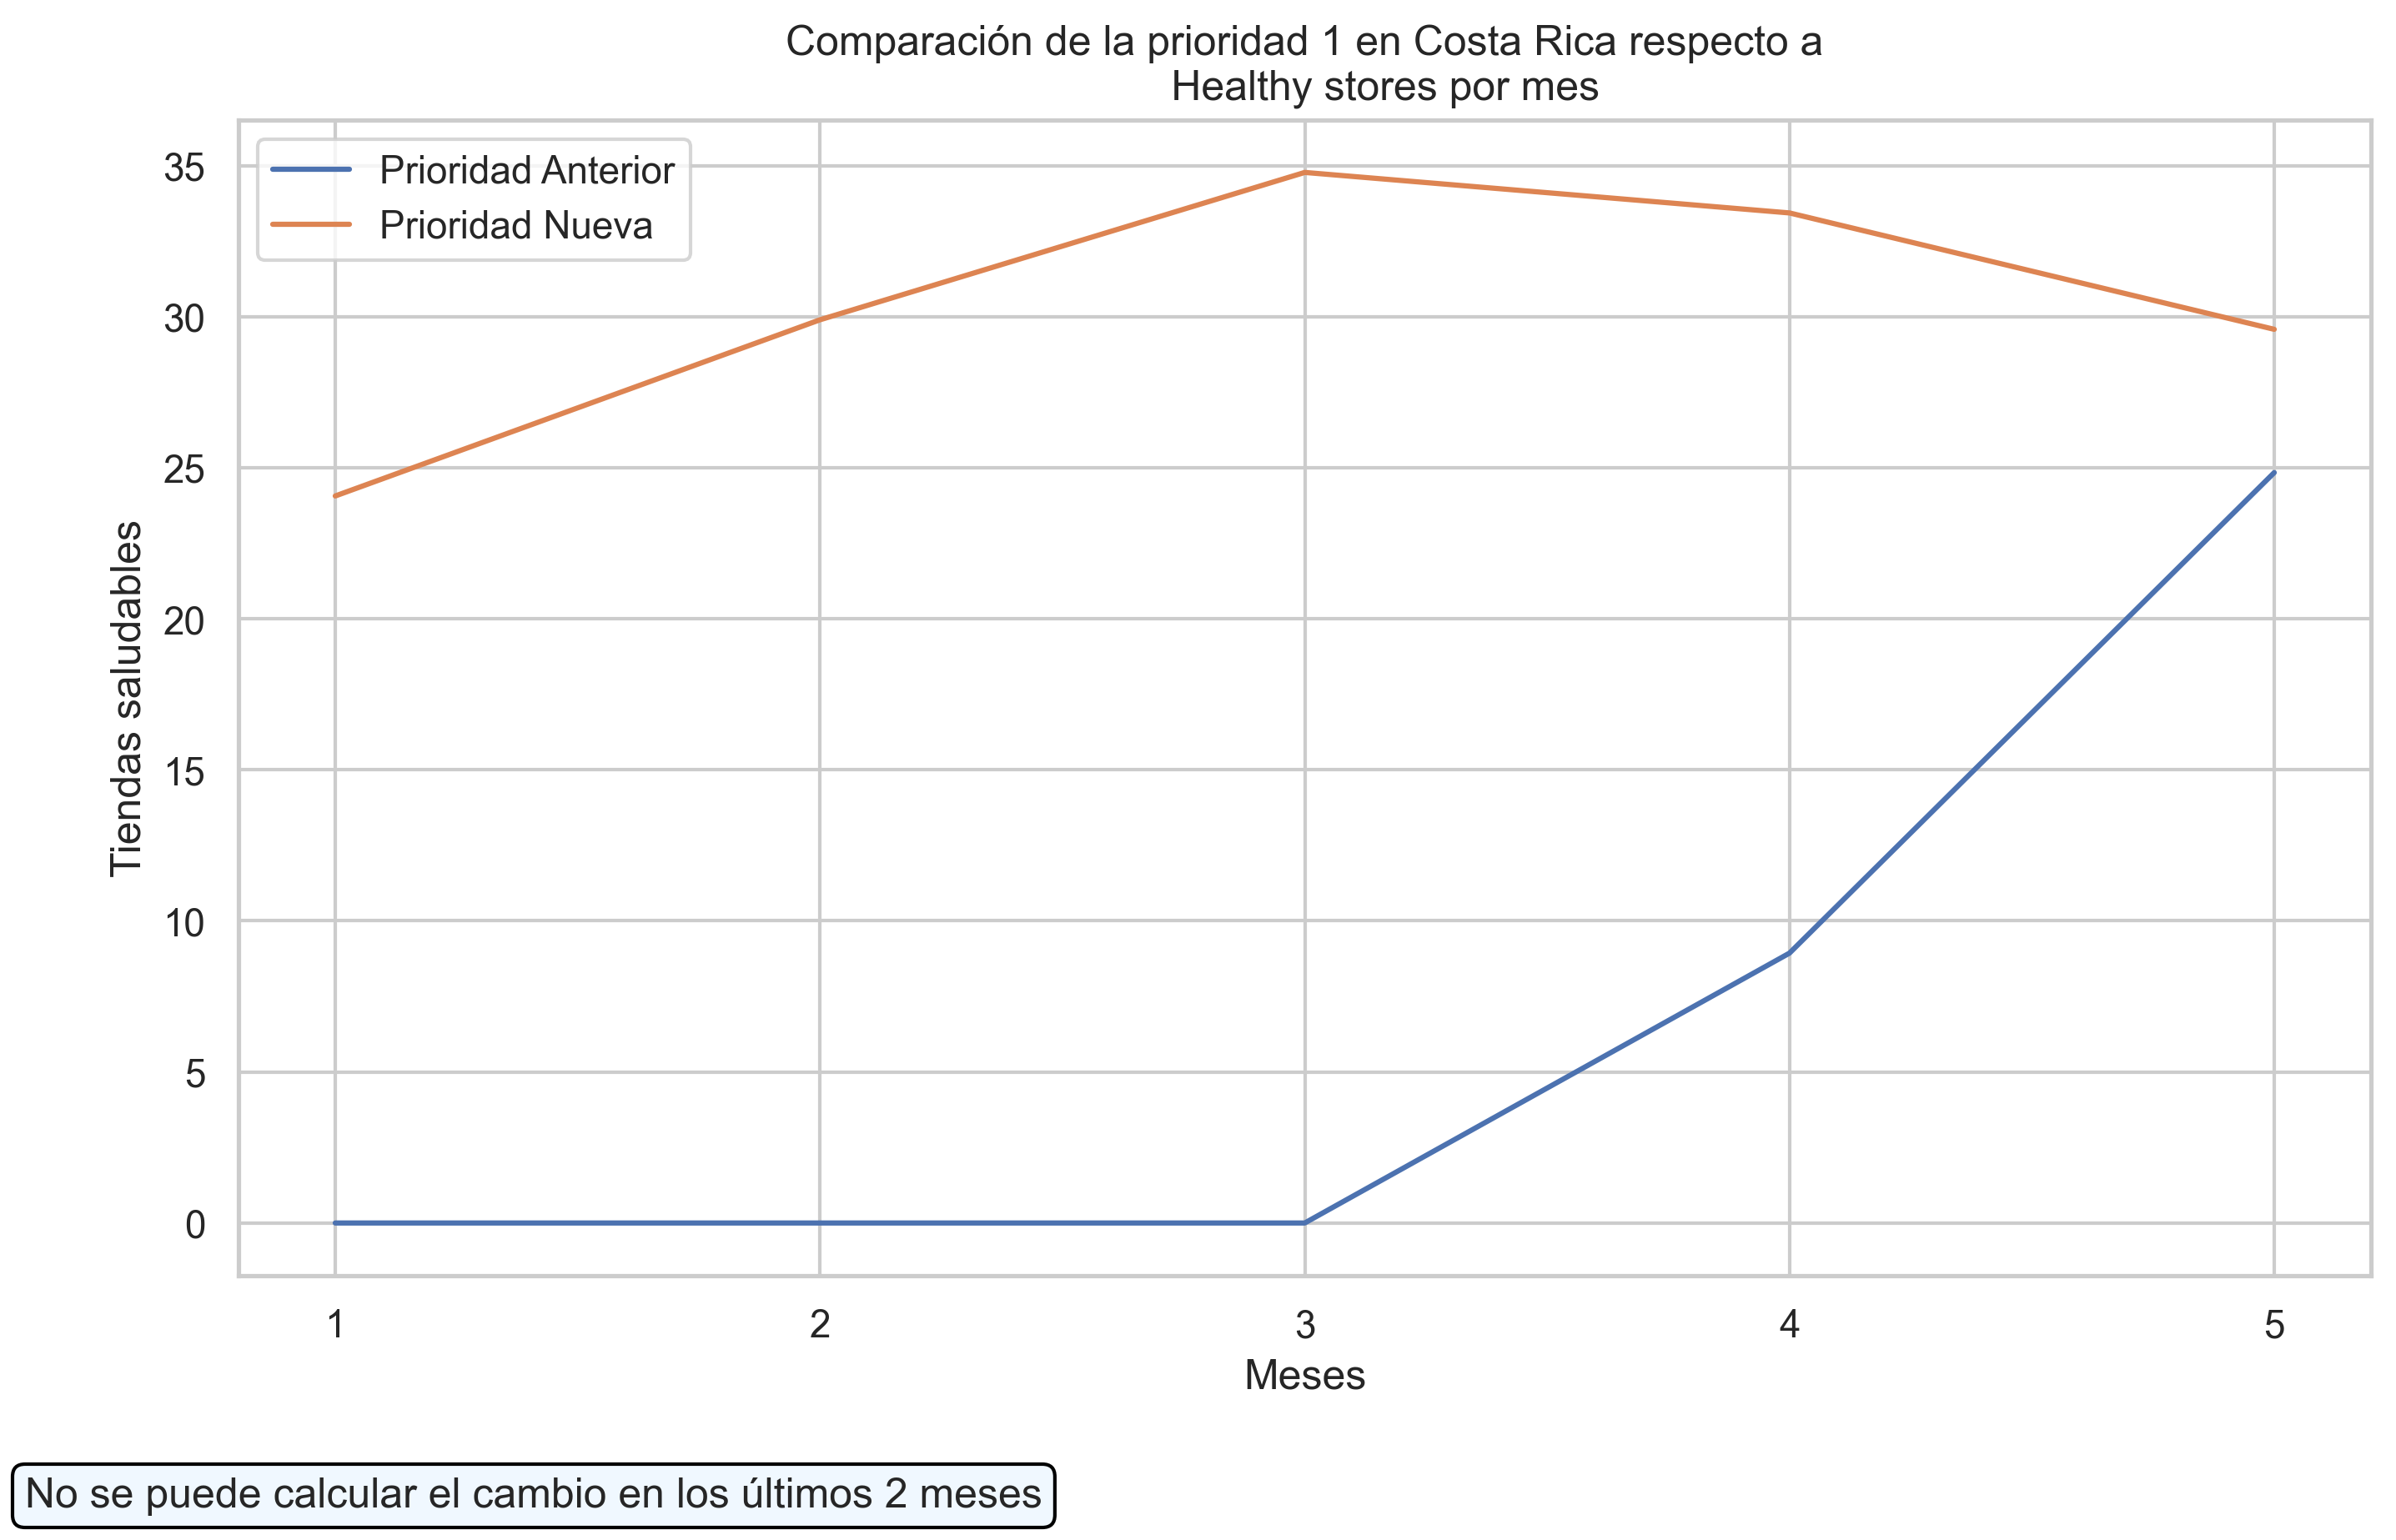 Comparación de la prioridad 1 en Costa Rica respecto a
Healthy stores por mes
Prioridad Anterior
Prioridad Nueva
35
30
25
20
15
10
5
0
Tiendas saludables
1 2 3 4 5
Meses
No se puede calcular el cambio en los últimos 2 meses